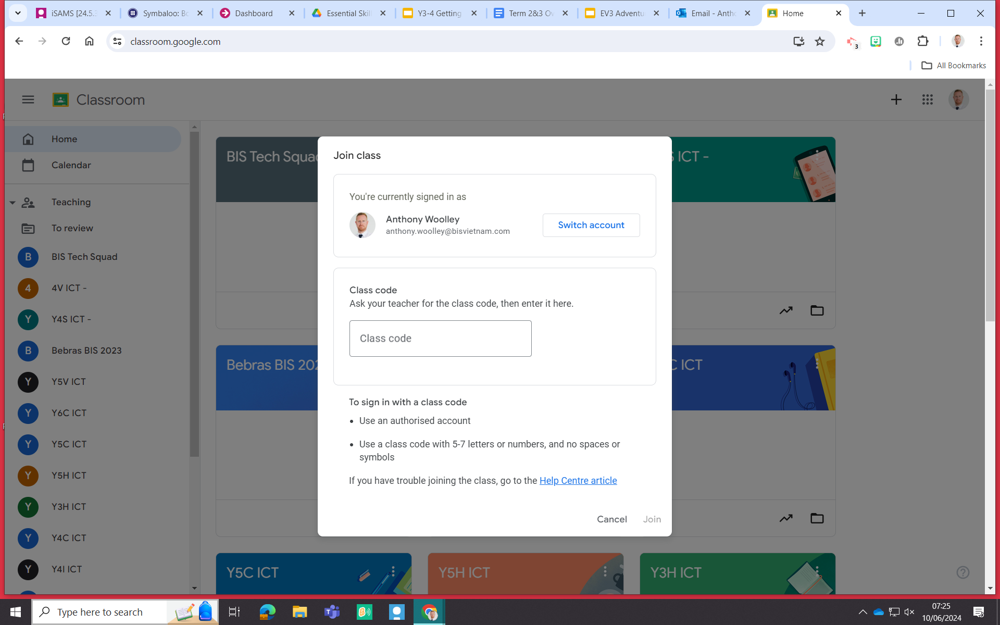 iSAMS [24.5.3
Symbaloo: Bo
Dashboard
Essential Skil
Y3-4 Getting
Term 2&3 Ov
EV3 Adventu
Email - Antho
Home
classroom.google.com
3
All Bookmarks
Classroom
Home
Calendar
Teaching
To review
B BIS Tech Squad
4 4V ICT -
Y Y4S ICT -
B Bebras BIS 2023
Y Y5V ICT
Y Y6C ICT
Y Y5C ICT
Y Y5H ICT
Y Y3H ICT
Y Y4C ICT
Y Y4I ICT
BIS Tech Squad
S ICT -
Bebras BIS 202
C ICT
Y5C ICT
Y5H ICT
Y3H ICT
Join class
You're currently signed in as
Anthony Woolley
anthony.woolley@bisvietnam.com
Switch account
Class code
Ask your teacher for the class code, then enter it here.
Class code
To sign in with a class code
• Use an authorised account
• Use a class code with 5-7 letters or numbers, and no spaces or
symbols
If you have trouble joining the class, go to the Help Centre article
Cancel Join
Type here to search
07:25
10/06/2024